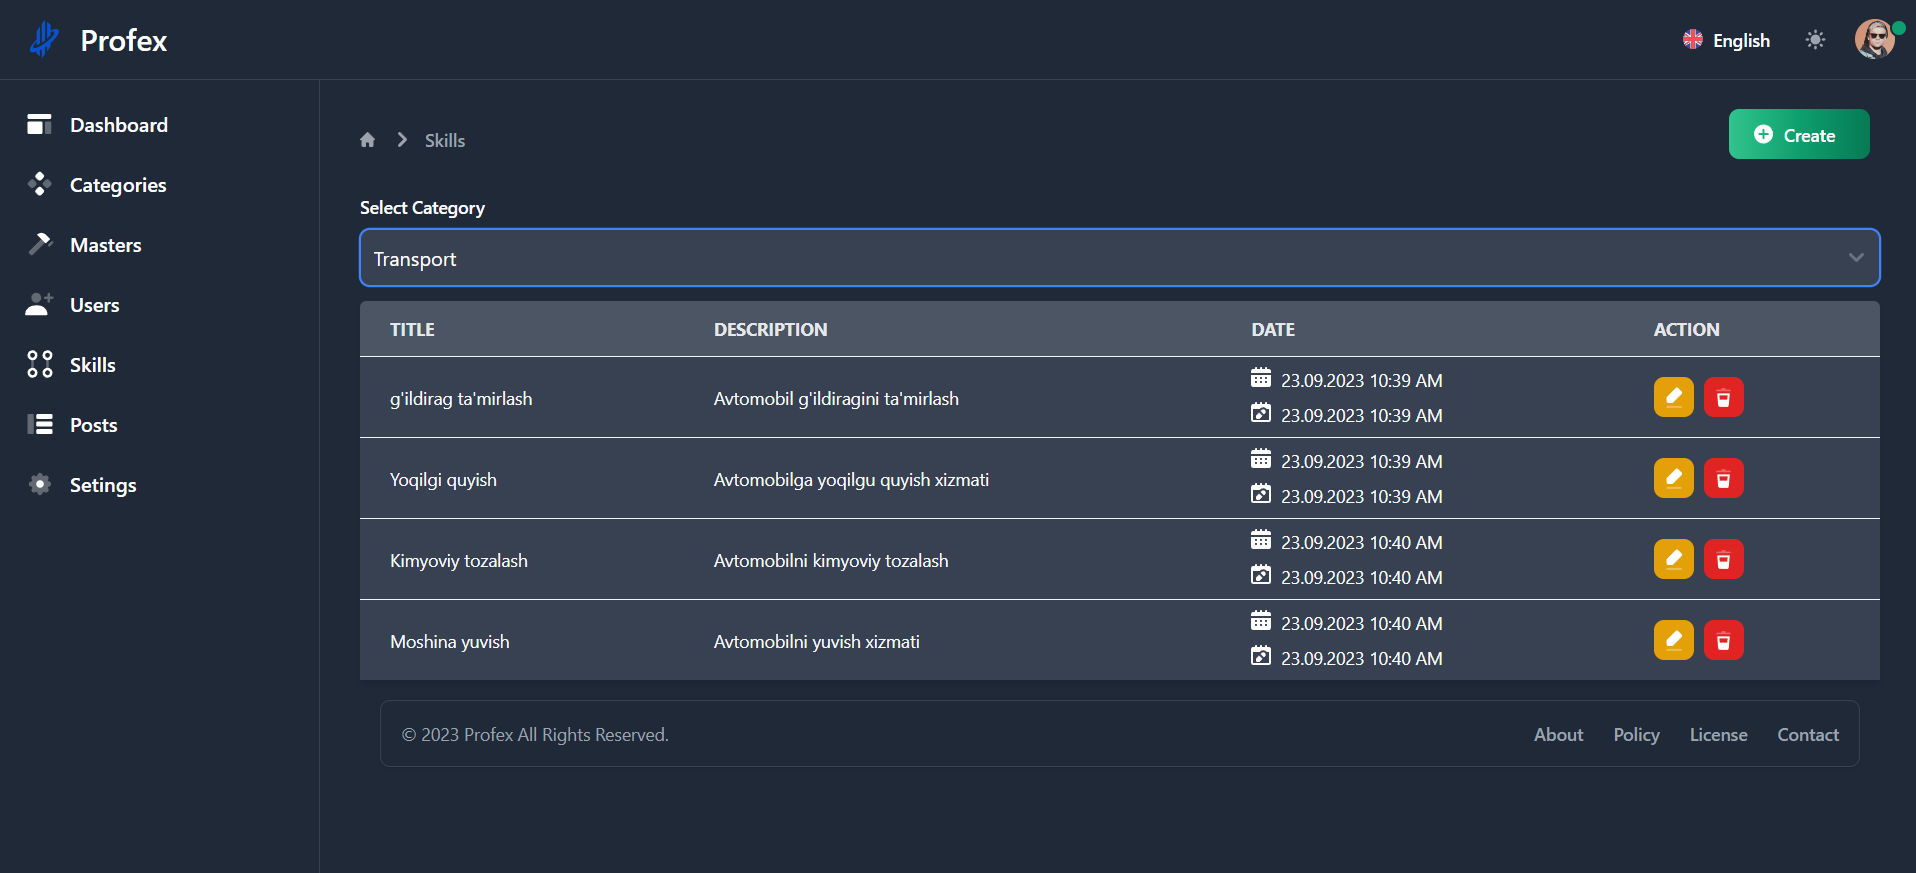 Profex
English
Dashboard
Categories
Masters
Users
Skills
Posts
Setings
Skills
Create
Select Category
Transport
TITLE DESCRIPTION DATE ACTION
g'ildirag ta'mirlash Avtomobil g'ildiragini ta'mirlash 23.09.2023 10:39 AM
23.09.2023 10:39 AM
Yoqilgi quyish Avtomobilga yoqilgu quyish xizmati 23.09.2023 10:39 AM
23.09.2023 10:39 AM
Kimyoviy tozalash Avtomobilni kimyoviy tozalash 23.09.2023 10:40 AM
23.09.2023 10:40 AM
Moshina yuvish Avtomobilni yuvish xizmati 23.09.2023 10:40 AM
23.09.2023 10:40 AM
© 2023 Profex All Rights Reserved. About Policy License Contact